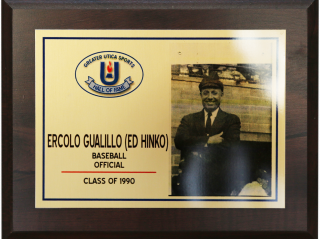 GREATER UTICA SPORTS
U
HALL OF FAME
ERCOLO GUALILLO (ED HINKO)
BASEBALL
OFFICIAL
CLASS OF 1990